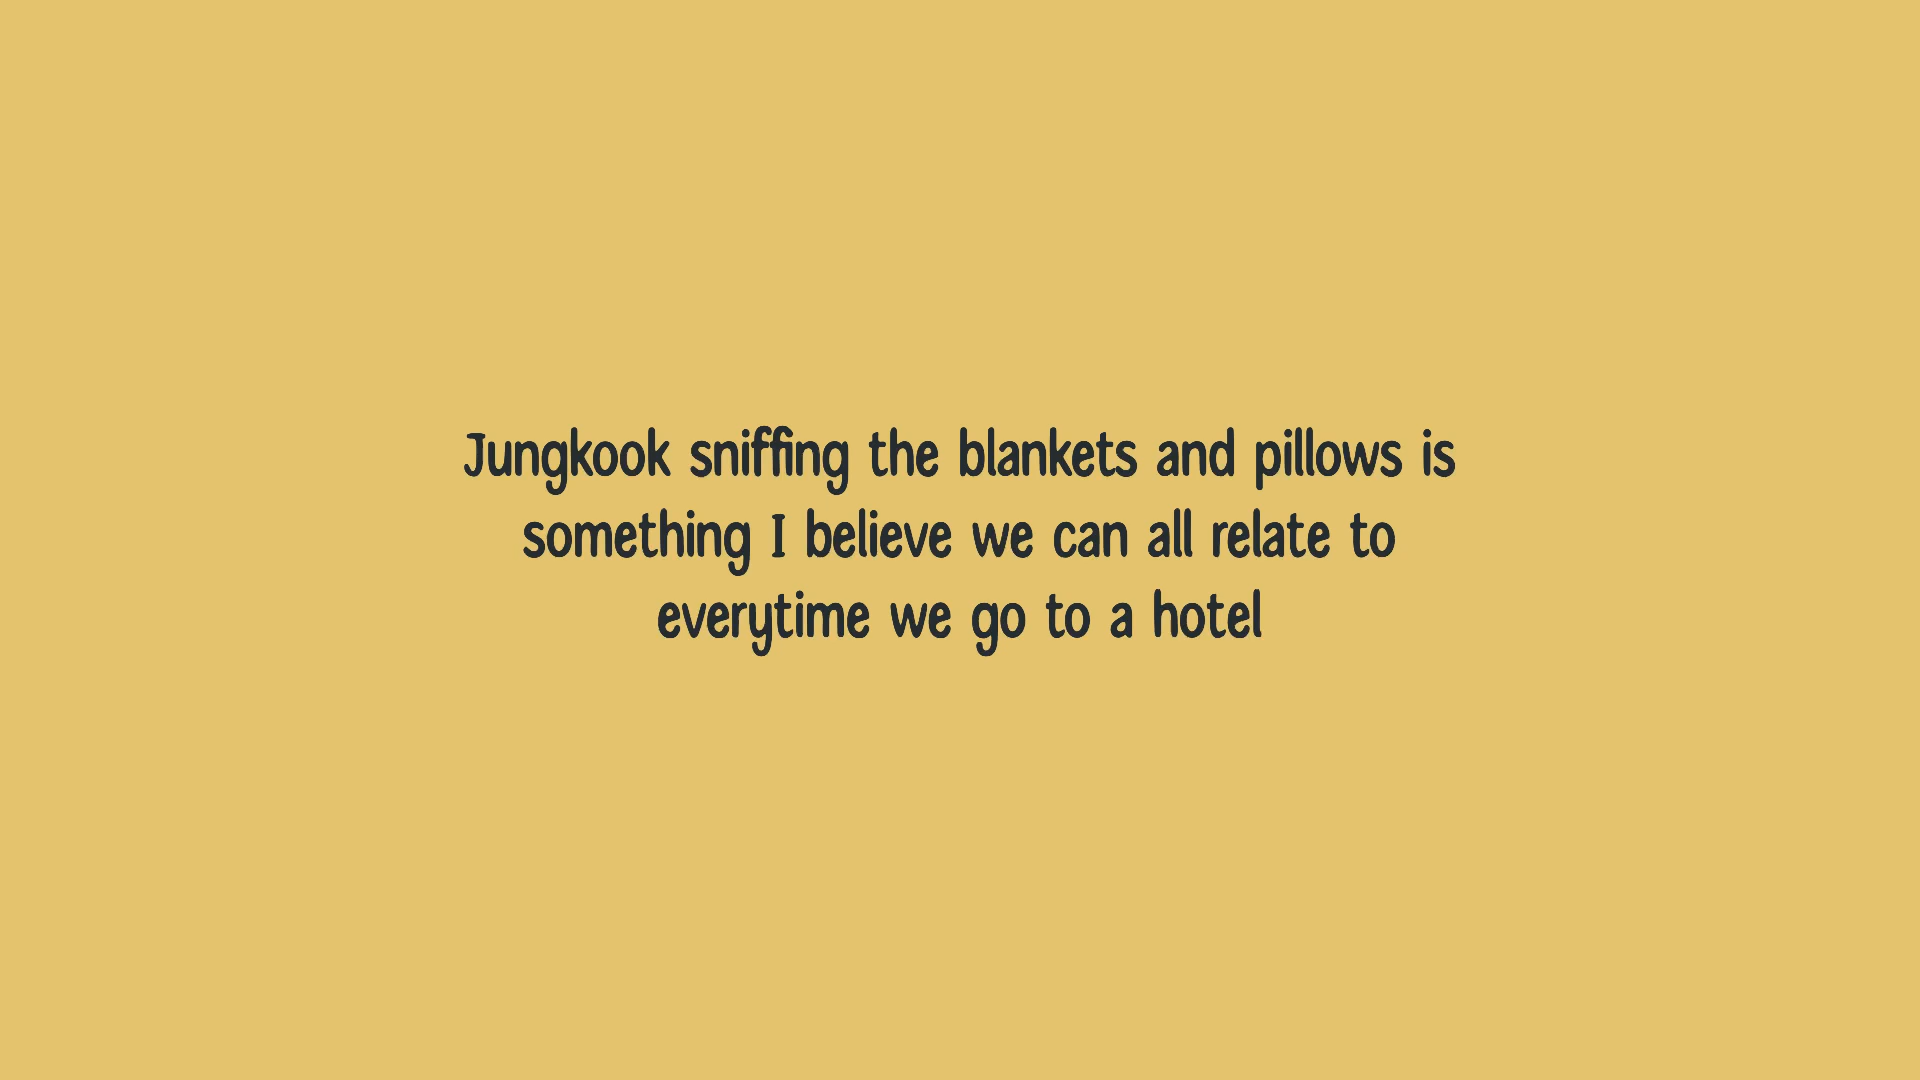 Jungkook sniffing the blankets and pillows is
something I believe we can all relate to
everytime we go to a hotel